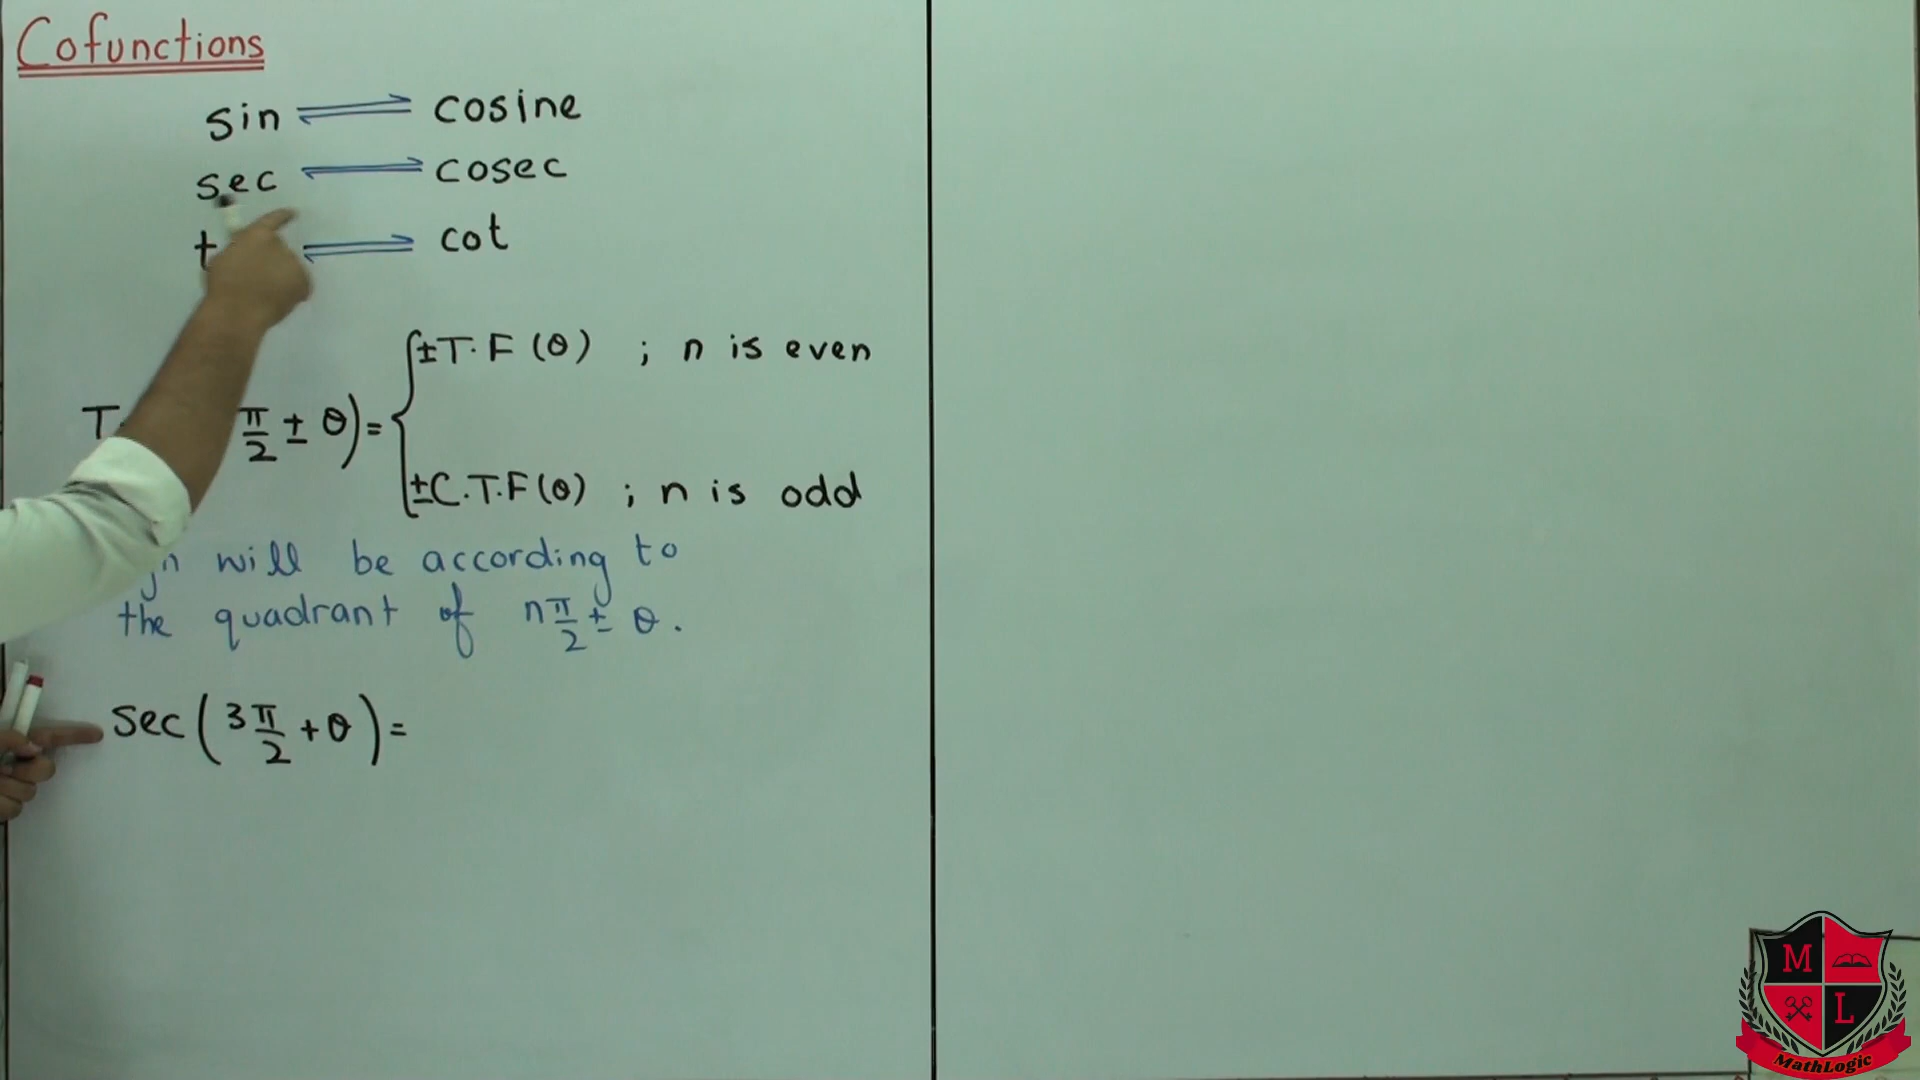 Cofunctions
sin ⇌ cosine
sec ⇌ cosec
⇌ cot
π/2 ± θ) =
±T.F (θ) ; n is even
±C.T.F(θ) ; n is odd
will be according to
the quadrant of nπ/2 ± θ.
sec(3π/2 + θ) =
M
L
MathLogic